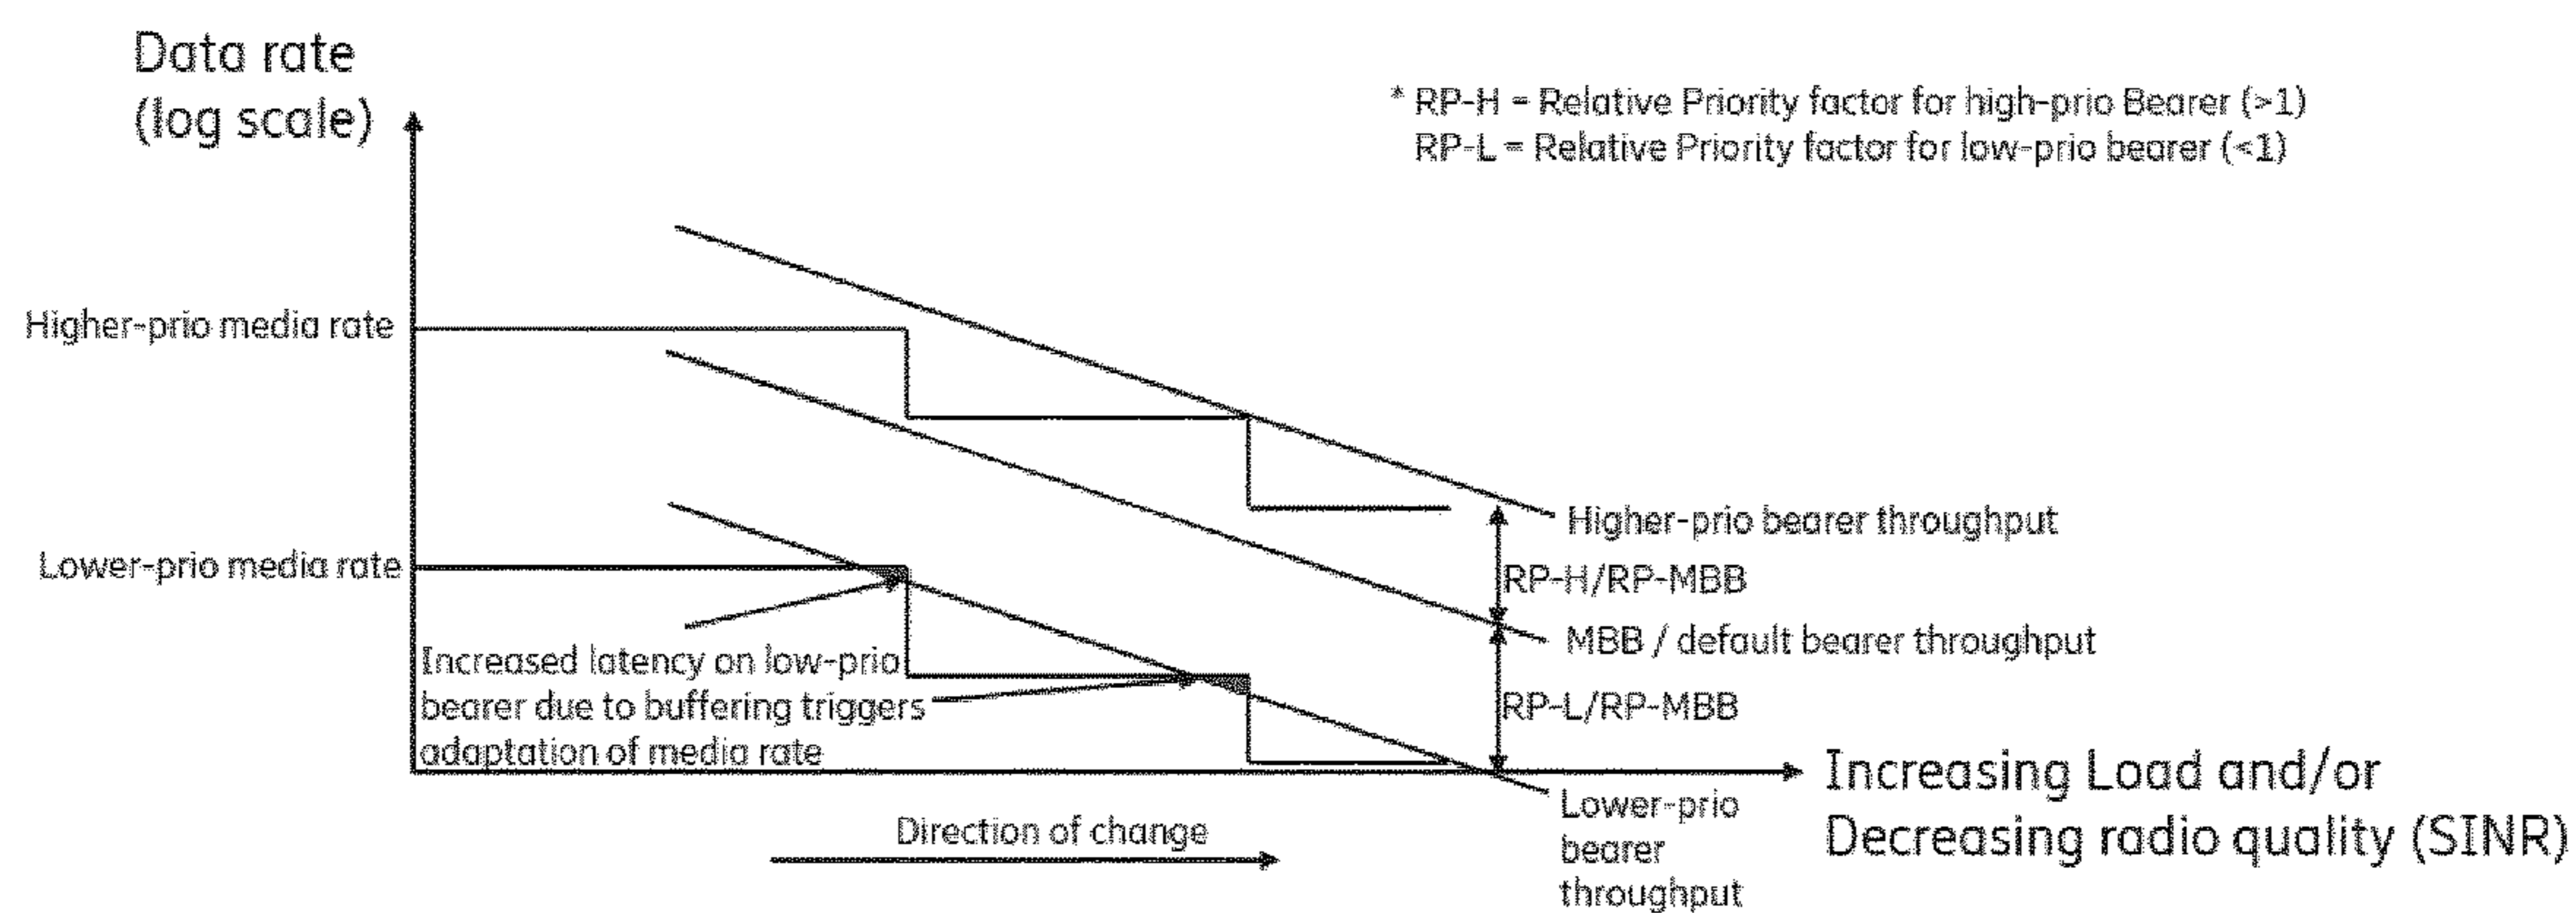 Data rate
(log scale)
* RP-H = Relative Priority factor for high-prio Bearer (>1)
RP-L = Relative Priority factor for low-prio bearer (<1)
Higher-prio media rate
Lower-prio media rate
Increased latency on low-prio
bearer due to buffering triggers
adaptation of media rate
Higher-prio bearer throughput
RP-H/RP-MBB
MBB / default bearer throughput
RP-L/RP-MBB
Increasing Load and/or
Decreasing radio quality (SINR)
Lower-prio
bearer
throughput
Direction of change